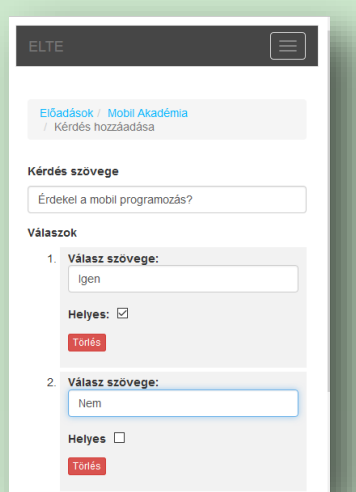 ELTE
Előadások / Mobil Akadémia
/ Kérdés hozzáadása
Kérdés szövege
Érdekel a mobil programozás?
Válaszok
1. Válasz szövege:
Igen
Helyes:
Törlés
2. Válasz szövege:
Nem
Helyes
Törlés